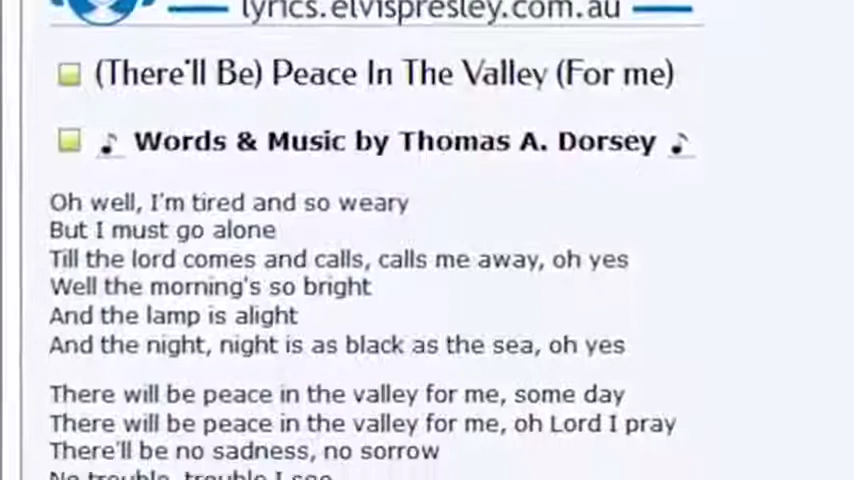 lyrics.elvispresley.com.au
(There'll Be) Peace In The Valley (For me)
♪ Words & Music by Thomas A. Dorsey ♪
Oh well, I'm tired and so weary
But I must go alone
Till the lord comes and calls, calls me away, oh yes
Well the morning's so bright
And the lamp is alight
And the night, night is as black as the sea, oh yes
There will be peace in the valley for me, some day
There will be peace in the valley for me, oh Lord I pray
There'll be no sadness, no sorrow
No trouble, trouble I see